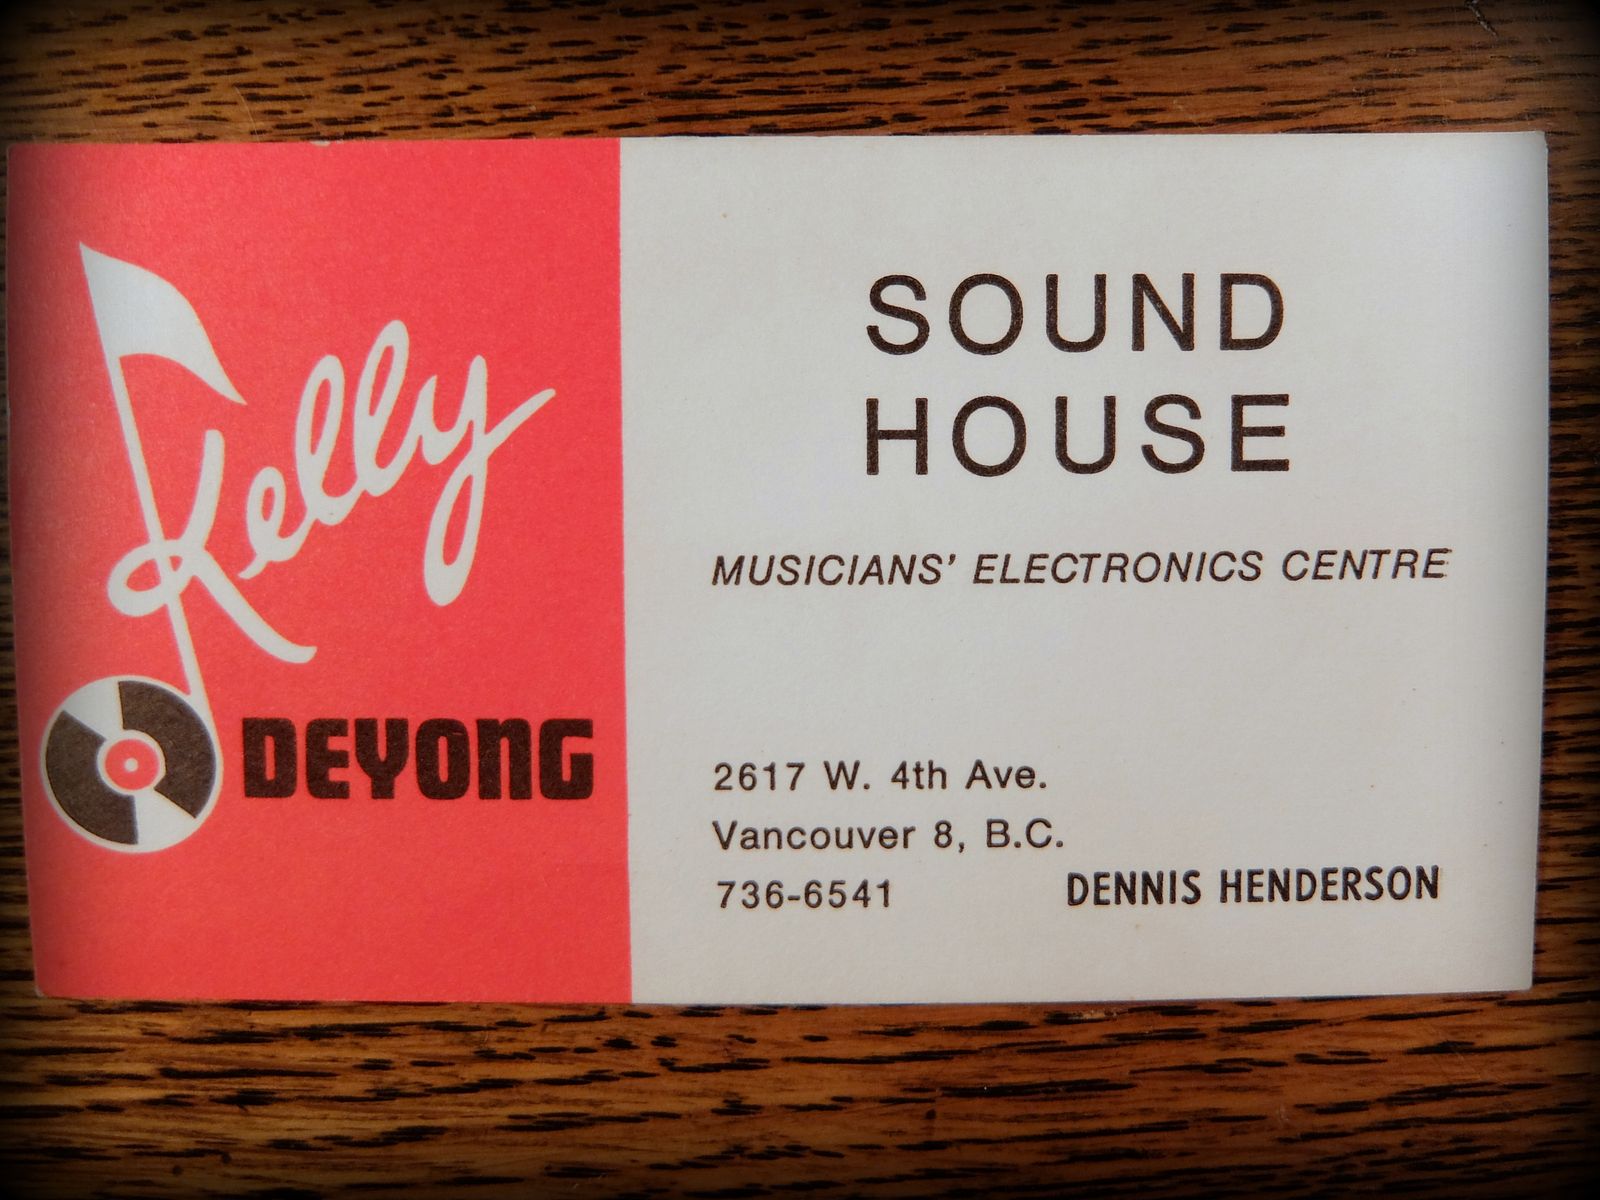 Kelly
DEYONG
SOUND
HOUSE
MUSICIANS' ELECTRONICS CENTRE
2617 W. 4th Ave.
Vancouver 8, B.C.
736-6541
DENNIS HENDERSON